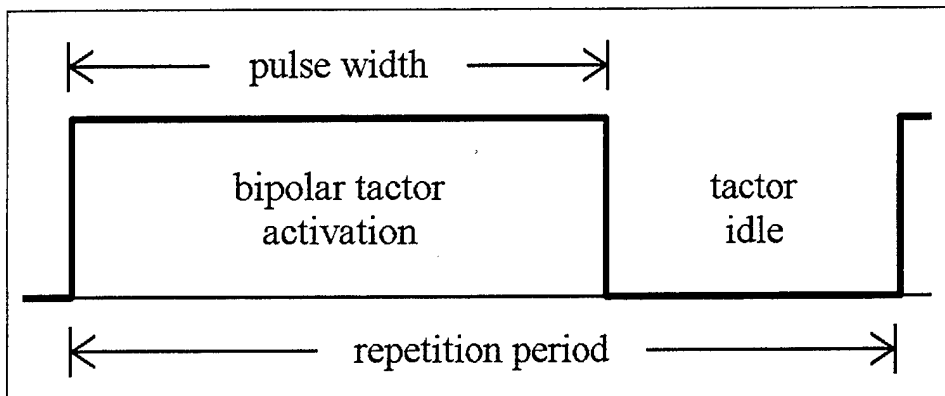 pulse width
bipolar tactor
activation
tactor
idle
repetition period